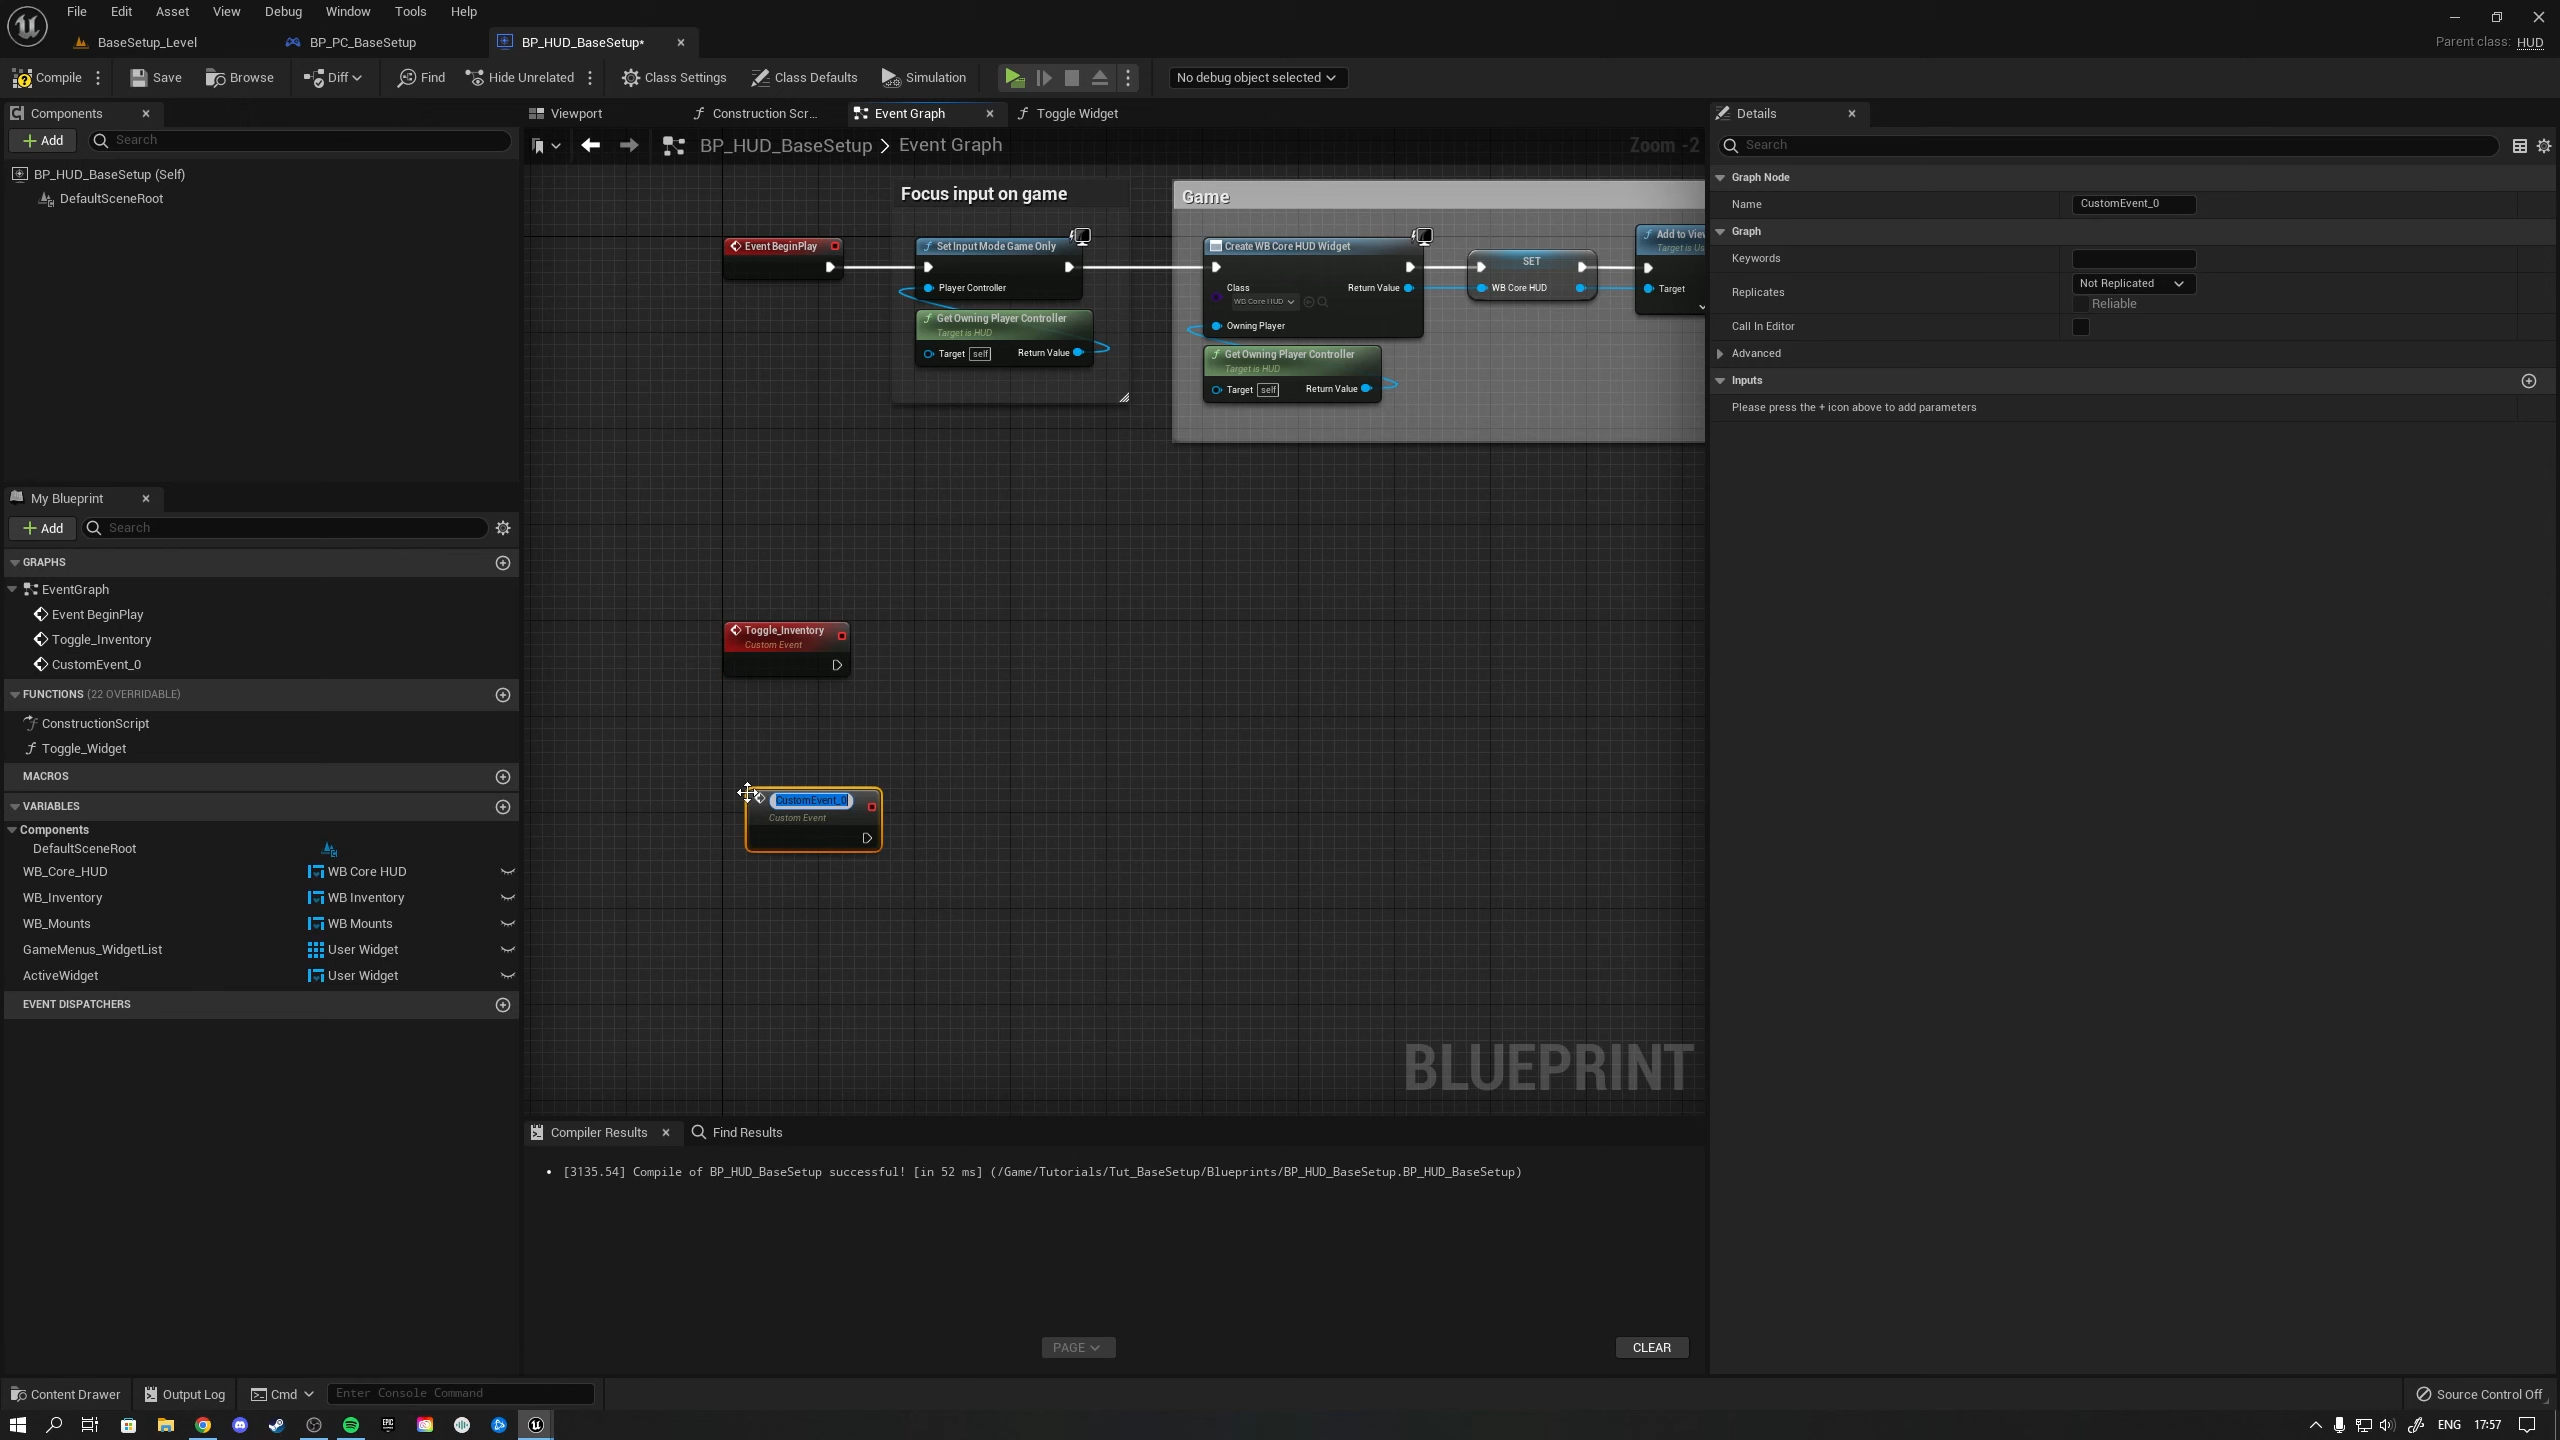 File Edit Asset View Debug Window Tools Help
BaseSetup_Level
BP_PC_BaseSetup
BP_HUD_BaseSetup*
Parent class: HUD
Compile
Save
Browse
Diff
Find
Hide Unrelated
Class Settings
Class Defaults
Simulation
No debug object selected
Components
Add
Search
BP_HUD_BaseSetup (Self)
DefaultSceneRoot
My Blueprint
Add
Search
GRAPHS
EventGraph
Event BeginPlay
Toggle_Inventory
CustomEvent_0
FUNCTIONS (22 OVERRIDABLE)
ConstructionScript
Toggle_Widget
MACROS
VARIABLES
Components
DefaultSceneRoot
WB_Core_HUD WB Core HUD
WB_Inventory WB Inventory
WB_Mounts WB Mounts
GameMenus_WidgetList User Widget
ActiveWidget User Widget
EVENT DISPATCHERS
Viewport
Construction Scr...
Event Graph
Toggle Widget
BP_HUD_BaseSetup > Event Graph
Zoom -2
Focus input on game
Game
Event BeginPlay
Set Input Mode Game Only
Player Controller
Get Owning Player Controller
Target is HUD
Target self Return Value
Create WB Core HUD Widget
Class Return Value
WB Core HUD
Owning Player
Get Owning Player Controller
Target is HUD
Target self Return Value
SET
WB Core HUD
Add to View
Target is Us
Target
Toggle_Inventory
Custom Event
CustomEvent_0
Custom Event
BLUEPRINT
Compiler Results
Find Results
• [3135.54] Compile of BP_HUD_BaseSetup successful! [in 52 ms] (/Game/Tutorials/Tut_BaseSetup/Blueprints/BP_HUD_BaseSetup.BP_HUD_BaseSetup)
PAGE
CLEAR
Details
Search
Graph Node
Name CustomEvent_0
Graph
Keywords
Replicates Not Replicated
Reliable
Call In Editor
Advanced
Inputs
Please press the + icon above to add parameters
Content Drawer
Output Log
Cmd
Enter Console Command
Source Control Off
EPIC
ENG 17:57